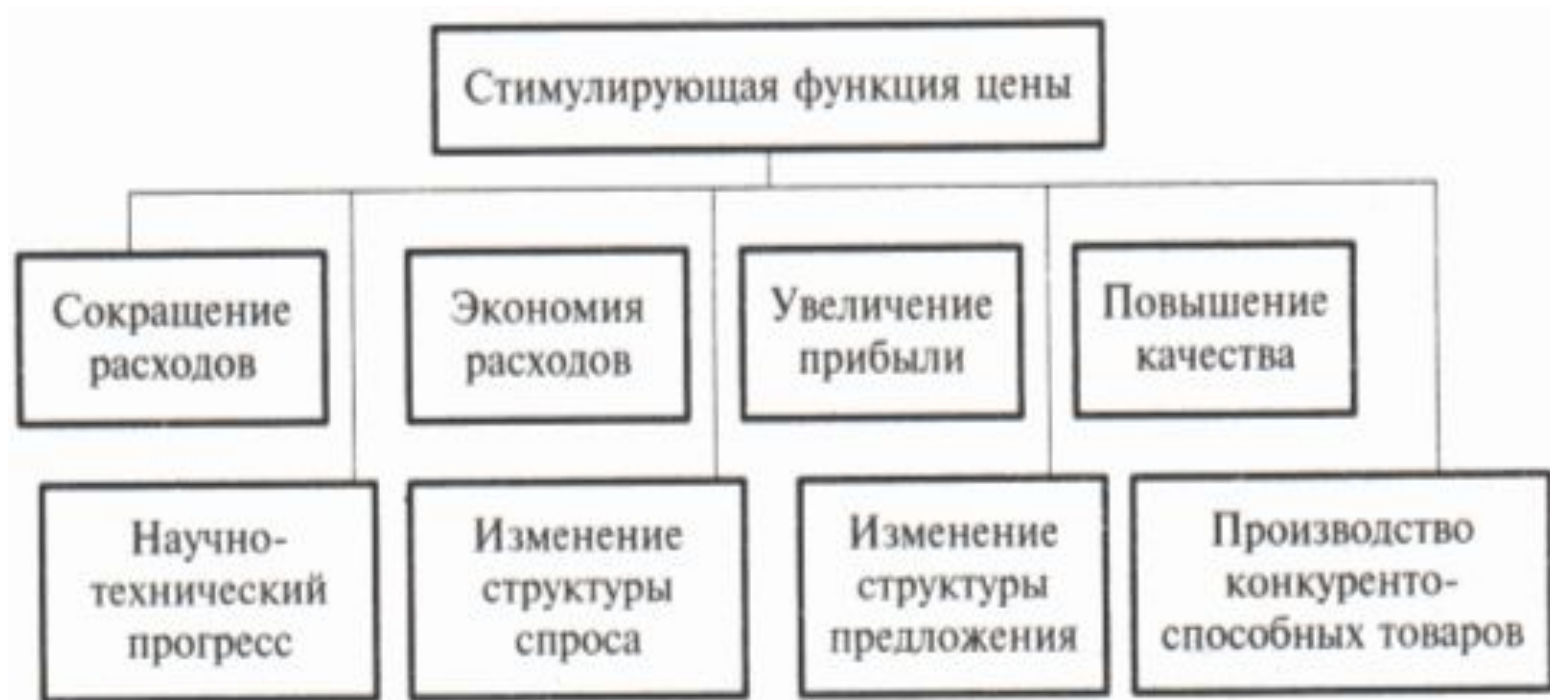 Стимулирующая функция цены
Сокращение
расходов
Экономия
расходов
Увеличение
прибыли
Повышение
качества
Научно-
технический
прогресс
Изменение
структуры
спроса
Изменение
структуры
предложения
Производство
конкуренто-
способных товаров